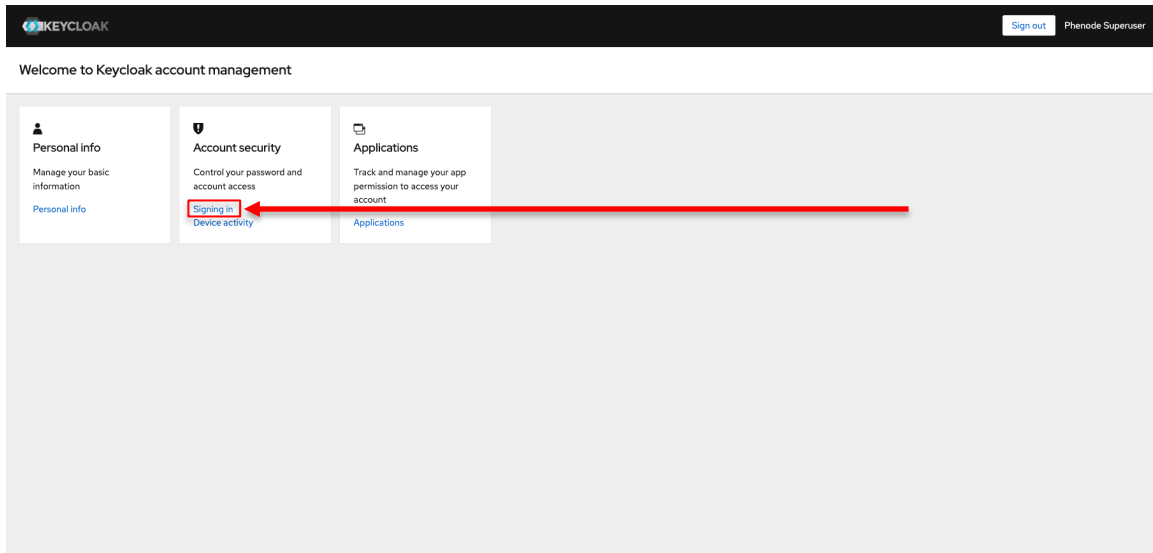 KEYCLOAK
Sign out
Phenode Superuser
Welcome to Keycloak account management
Personal info
Manage your basic
information
Personal info
Account security
Control your password and
account access
Signing in
Device activity
Applications
Track and manage your app
permission to access your
account
Applications